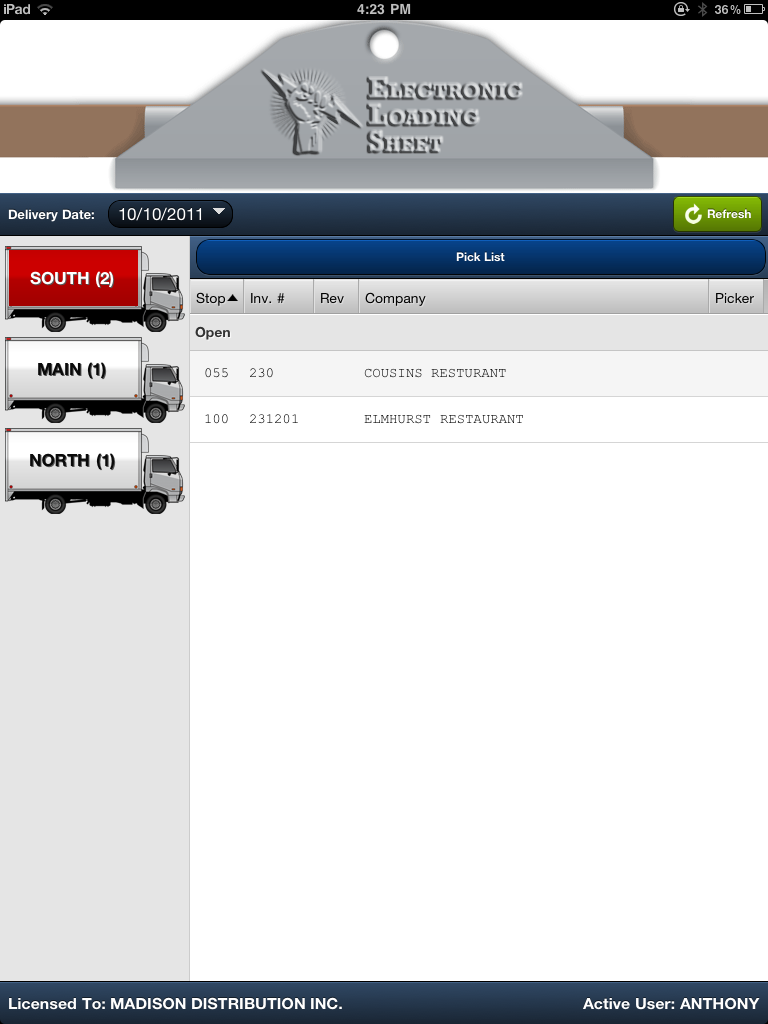 iPad 4:23 PM 36%
ELECTRONIC
LOADING
SHEET
Delivery Date: 10/10/2011 Refresh
SOUTH (2)
MAIN (1)
NORTH (1)
Pick List
Stop Inv. # Rev Company Picker
Open
055 230 COUSINS RESTURANT
100 231201 ELMHURST RESTAURANT
Licensed To: MADISON DISTRIBUTION INC. Active User: ANTHONY